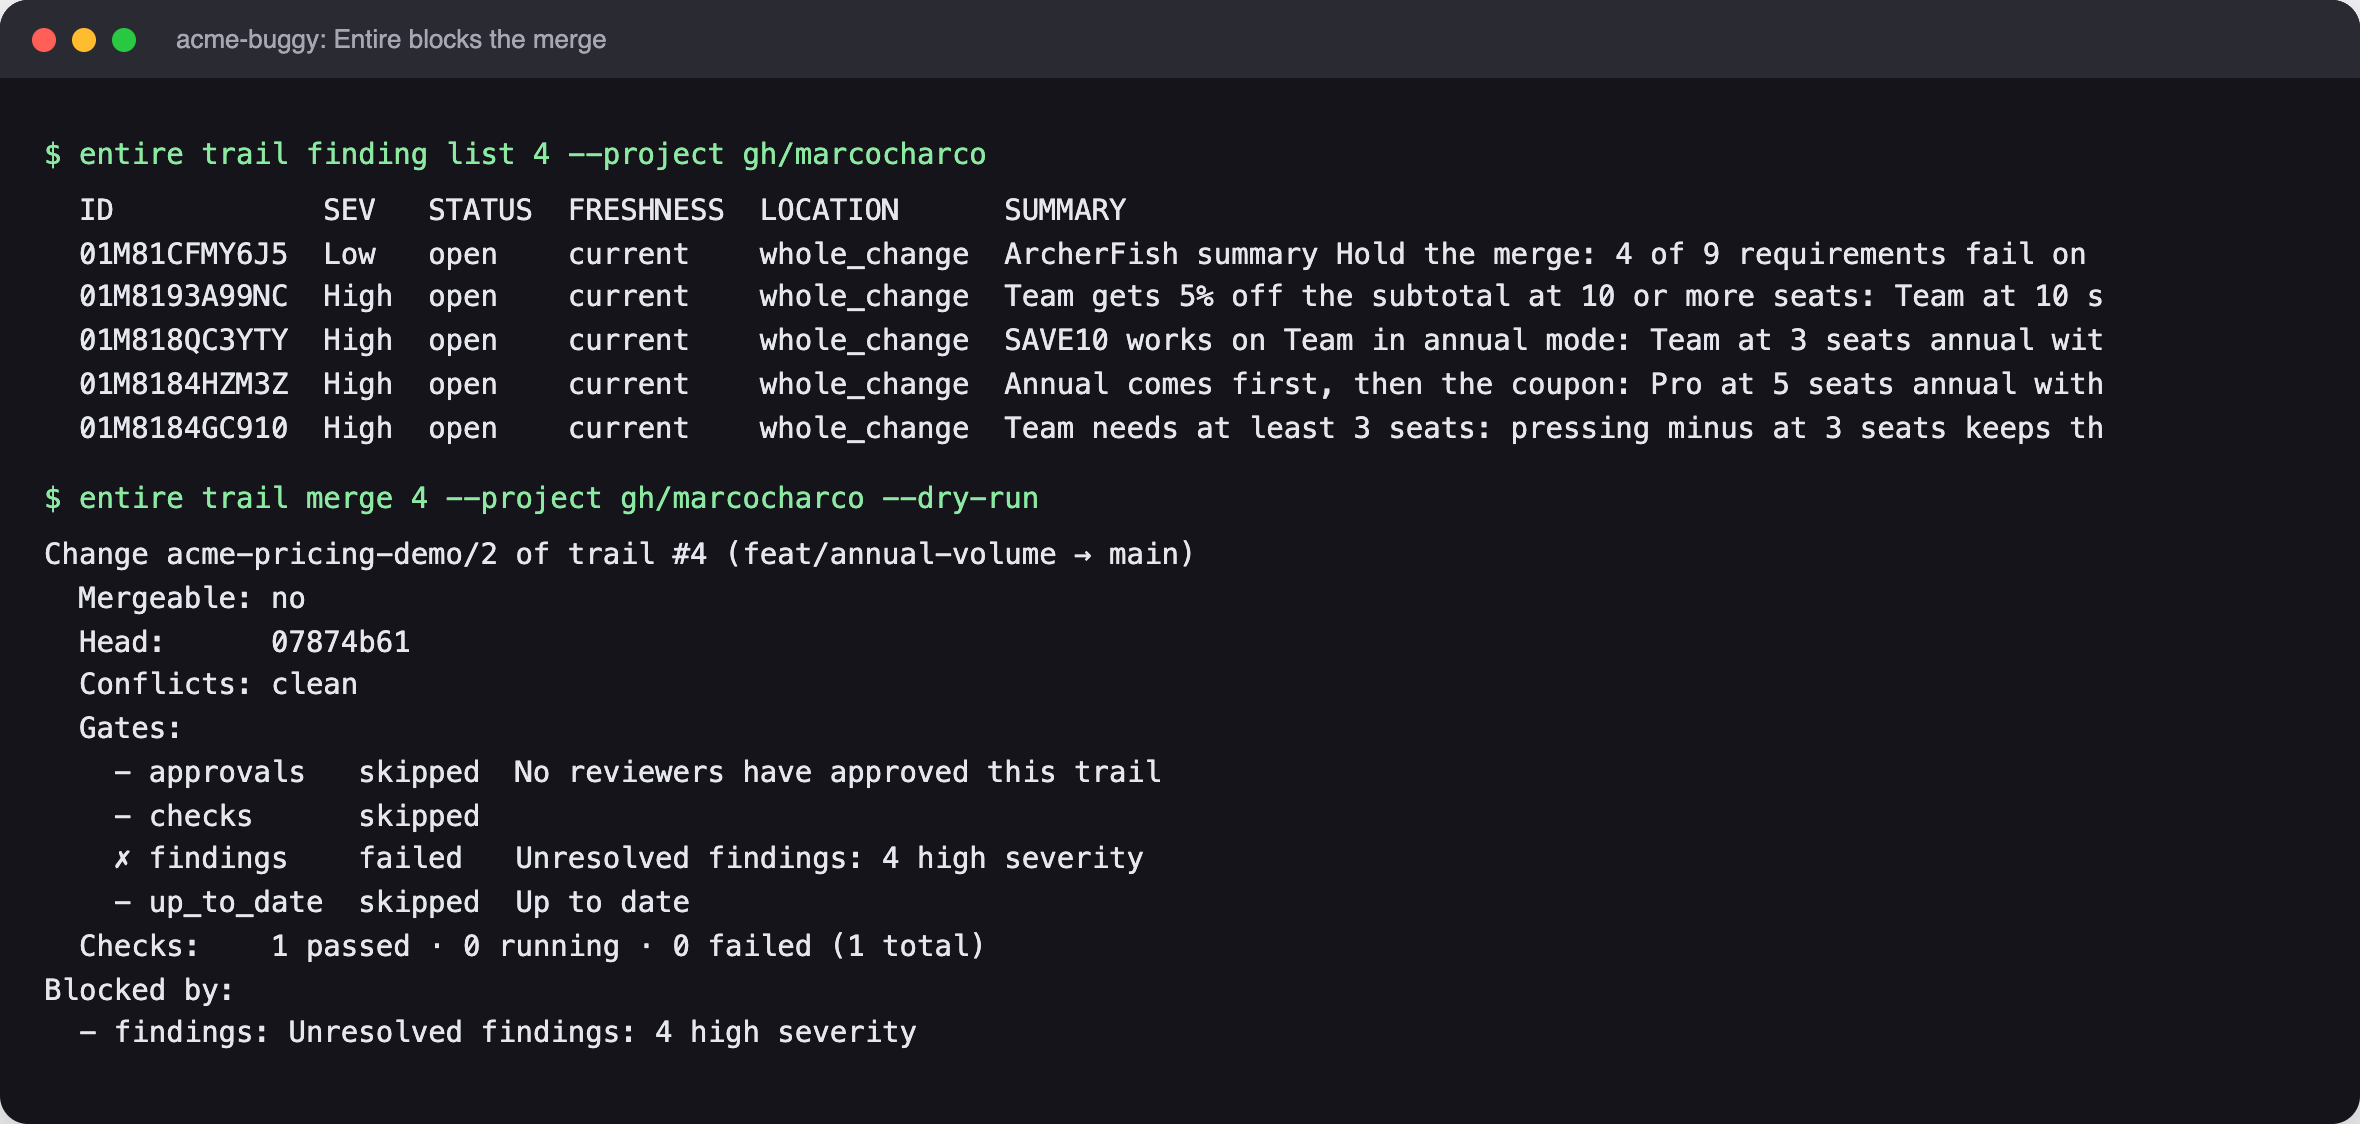 acme-buggy: Entire blocks the merge
$ entire trail finding list 4 --project gh/marcocharco
ID SEV STATUS FRESHNESS LOCATION SUMMARY
01M81CFMY6J5 Low open current whole_change ArcherFish summary Hold the merge: 4 of 9 requirements fail on
01M8193A99NC High open current whole_change Team gets 5% off the subtotal at 10 or more seats: Team at 10 s
01M818QC3YTY High open current whole_change SAVE10 works on Team in annual mode: Team at 3 seats annual wit
01M8184HZM3Z High open current whole_change Annual comes first, then the coupon: Pro at 5 seats annual with
01M8184GC910 High open current whole_change Team needs at least 3 seats: pressing minus at 3 seats keeps th
$ entire trail merge 4 --project gh/marcocharco --dry-run
Change acme-pricing-demo/2 of trail #4 (feat/annual-volume → main)
Mergeable: no
Head: 07874b61
Conflicts: clean
Gates:
- approvals skipped No reviewers have approved this trail
- checks skipped
✗ findings failed Unresolved findings: 4 high severity
- up_to_date skipped Up to date
Checks: 1 passed · 0 running · 0 failed (1 total)
Blocked by:
- findings: Unresolved findings: 4 high severity